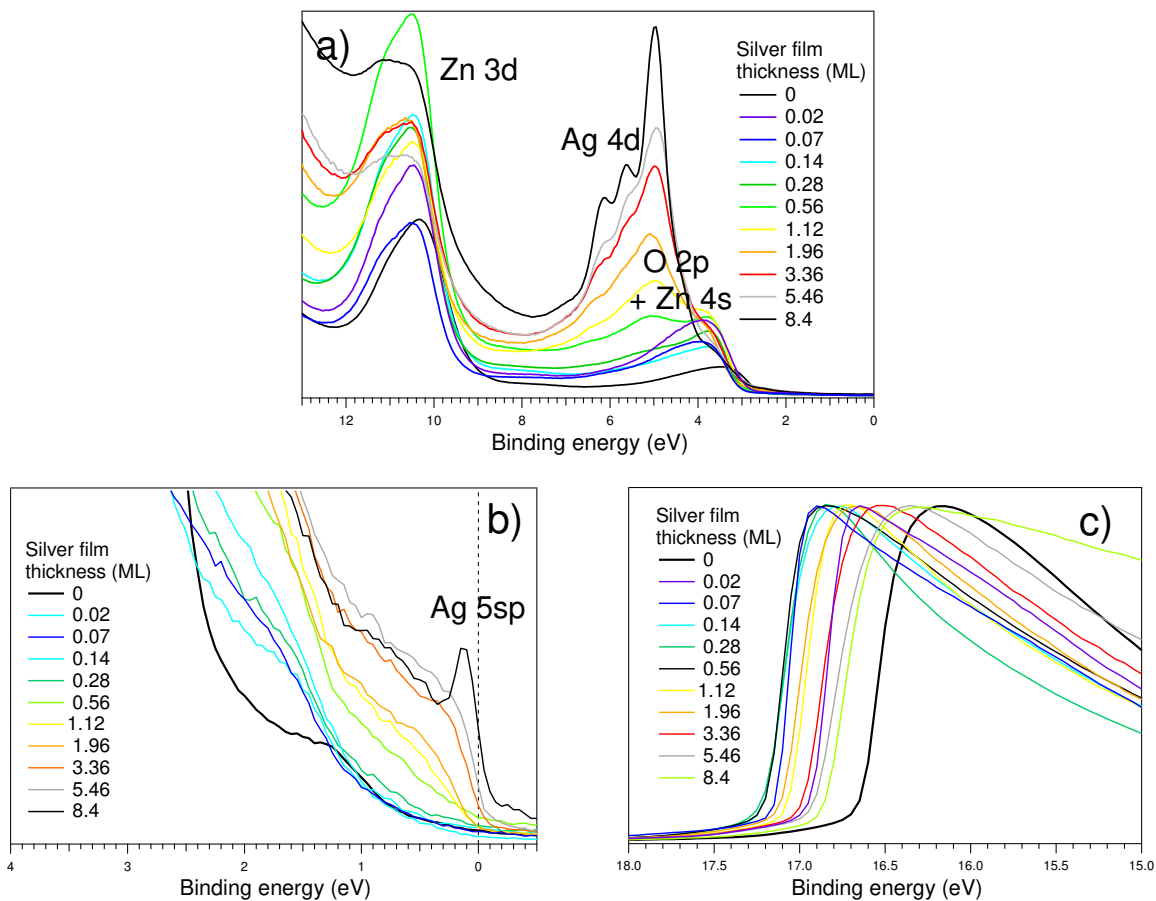 a)
Zn 3d
Ag 4d
O 2p
+ Zn 4s
Silver film
thickness (ML)
0
0.02
0.07
0.14
0.28
0.56
1.12
1.96
3.36
5.46
8.4
12 10 8 6 4 2 0
Binding energy (eV)
b)
Ag 5sp
Silver film
thickness (ML)
0
0.02
0.07
0.14
0.28
0.56
1.12
1.96
3.36
5.46
8.4
4 3 2 1 0
Binding energy (eV)
c)
Silver film
thickness (ML)
0
0.02
0.07
0.14
0.28
0.56
1.12
1.96
3.36
5.46
8.4
18.0 17.5 17.0 16.5 16.0 15.5 15.0
Binding energy (eV)